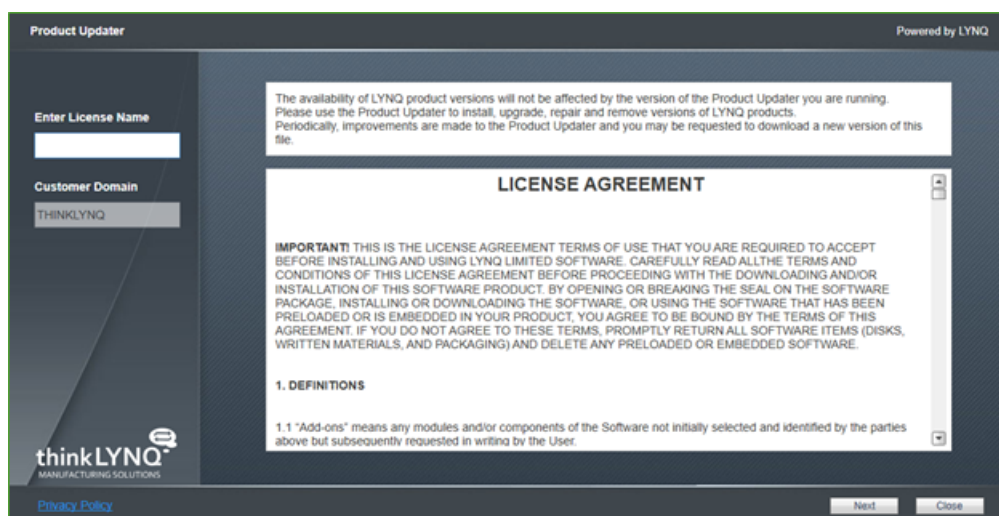 Product Updater
Powered by LYNQ
Enter License Name
Customer Domain
THINKLYNQ
The availability of LYNQ product versions will not be affected by the version of the Product Updater you are running.
Please use the Product Updater to install, upgrade, repair and remove versions of LYNQ products.
Periodically, improvements are made to the Product Updater and you may be requested to download a new version of this
file.
LICENSE AGREEMENT
IMPORTANT! THIS IS THE LICENSE AGREEMENT TERMS OF USE THAT YOU ARE REQUIRED TO ACCEPT
BEFORE INSTALLING AND USING LYNQ LIMITED SOFTWARE. CAREFULLY READ ALLTHE TERMS AND
CONDITIONS OF THIS LICENSE AGREEMENT BEFORE PROCEEDING WITH THE DOWNLOADING AND/OR
INSTALLATION OF THIS SOFTWARE PRODUCT. BY OPENING OR BREAKING THE SEAL ON THE SOFTWARE
PACKAGE, INSTALLING OR DOWNLOADING THE SOFTWARE, OR USING THE SOFTWARE THAT HAS BEEN
PRELOADED OR IS EMBEDDED IN YOUR PRODUCT, YOU AGREE TO BE BOUND BY THE TERMS OF THIS
AGREEMENT. IF YOU DO NOT AGREE TO THESE TERMS, PROMPTLY RETURN ALL SOFTWARE ITEMS (DISKS,
WRITTEN MATERIALS, AND PACKAGING) AND DELETE ANY PRELOADED OR EMBEDDED SOFTWARE.
1. DEFINITIONS
1.1 “Add-ons” means any modules and/or components of the Software not initially selected and identified by the parties
above but subsequently requested in writing by the User.
thinkLYNQ
MANUFACTURING SOLUTIONS
Privacy Policy
Next
Close